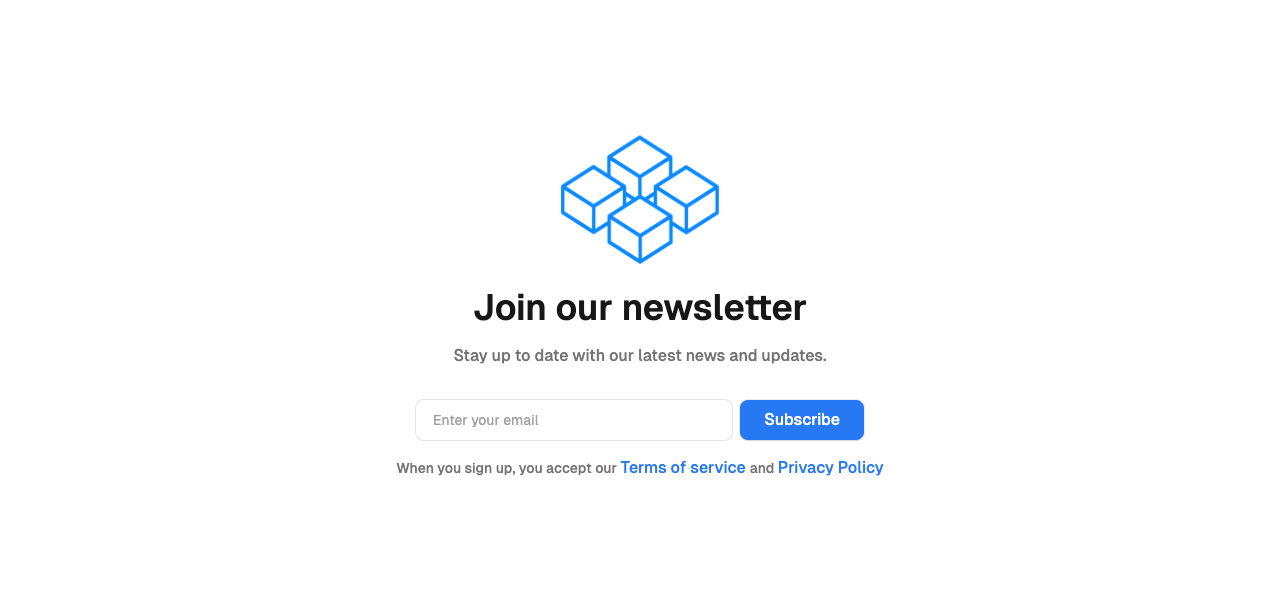 Join our newsletter
Stay up to date with our latest news and updates.
Enter your email Subscribe
When you sign up, you accept our Terms of service and Privacy Policy